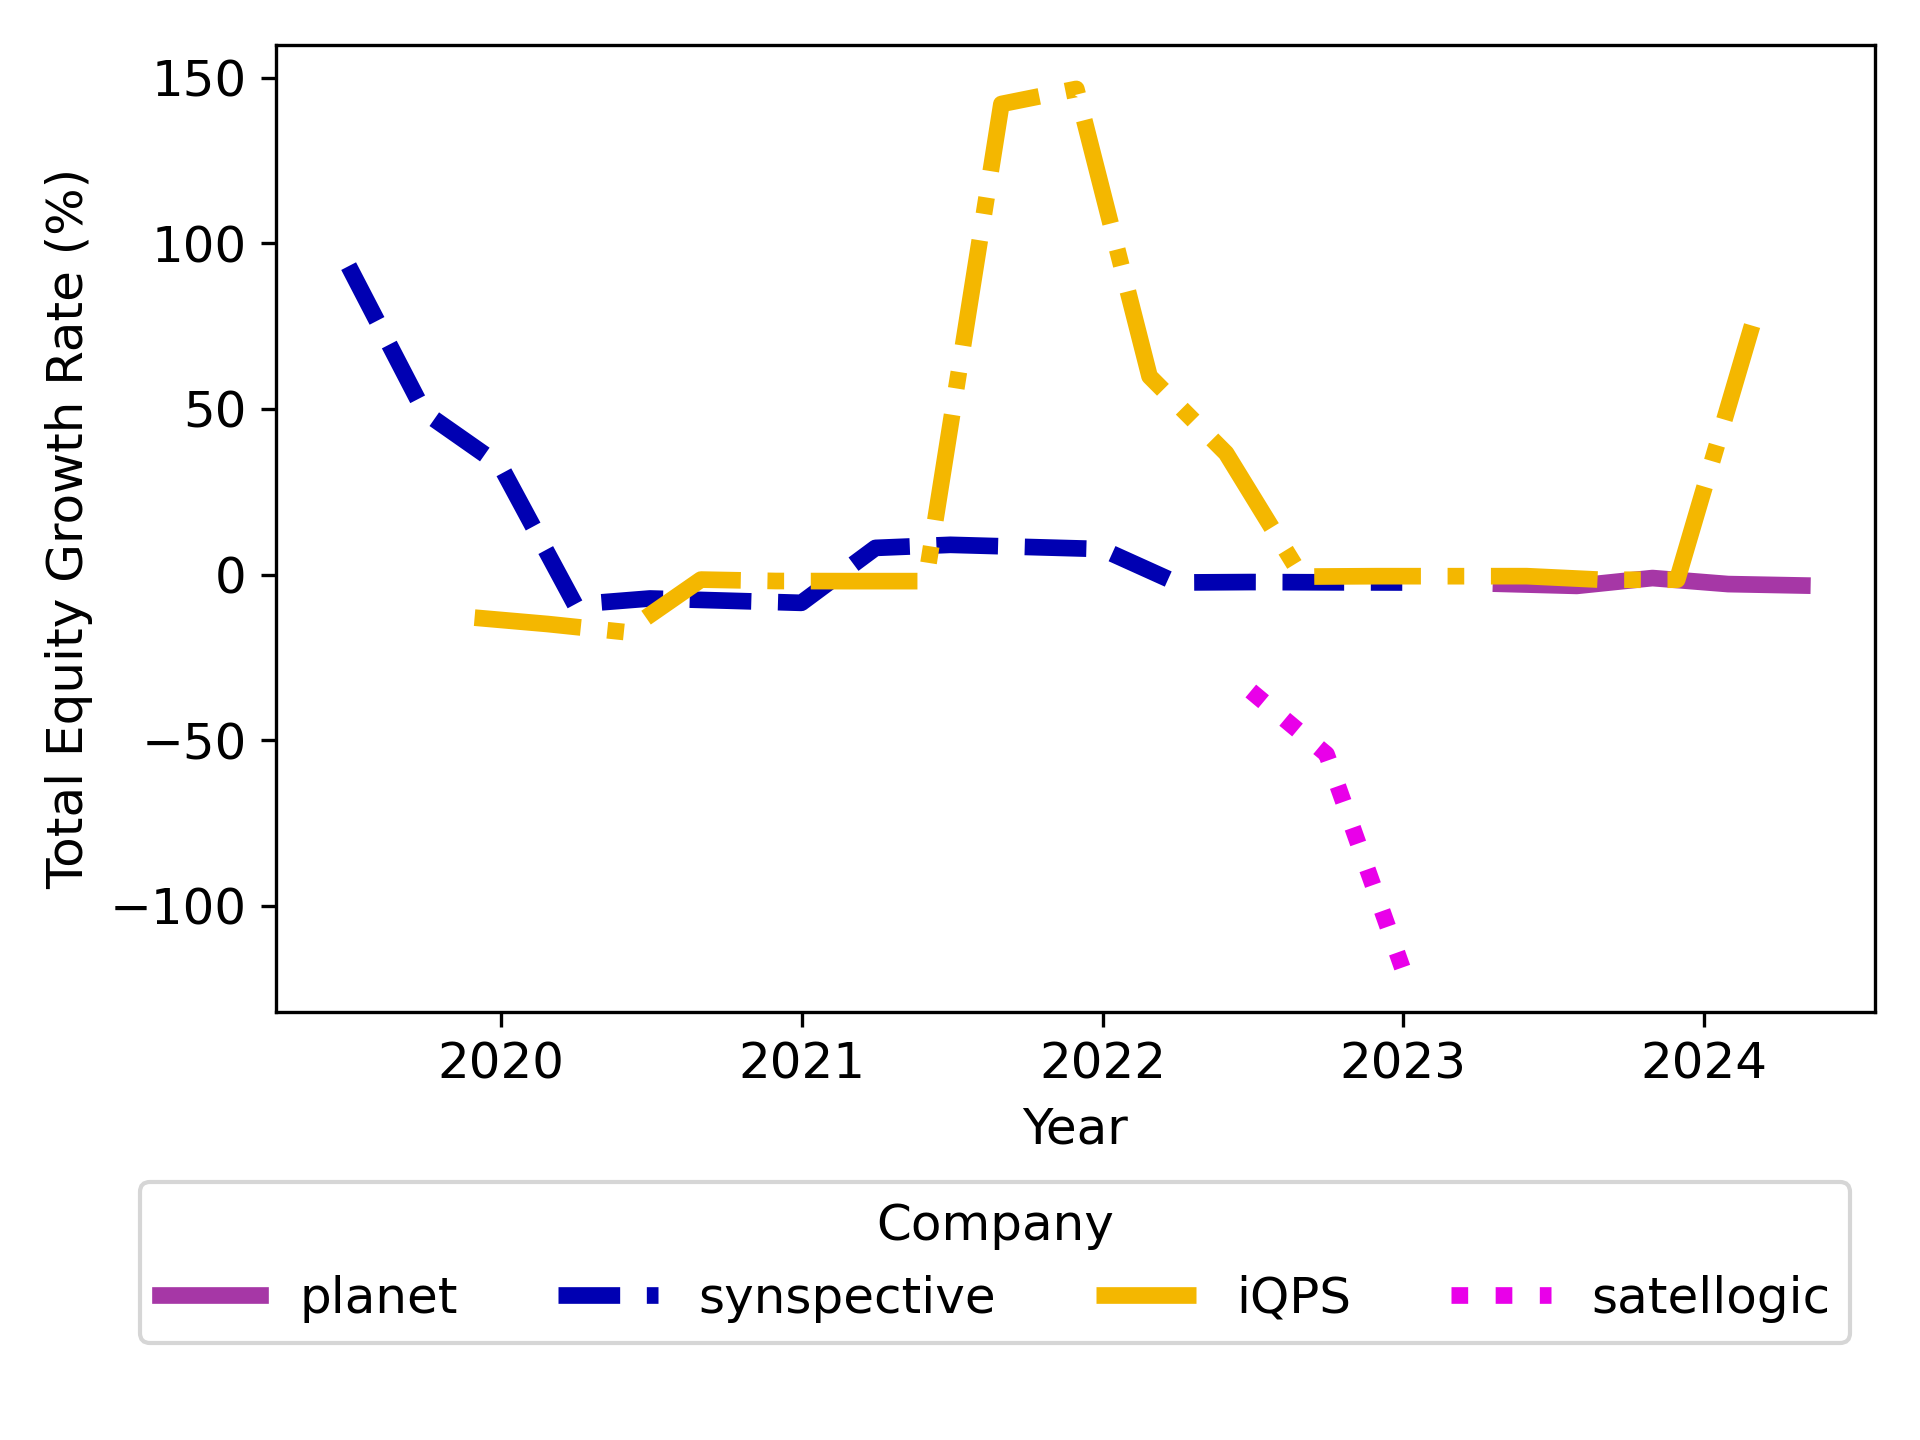 150
100
50
0
−50
−100
Total Equity Growth Rate (%)
2020 2021 2022 2023 2024
Year
Company
planet synspective iQPS satellogic